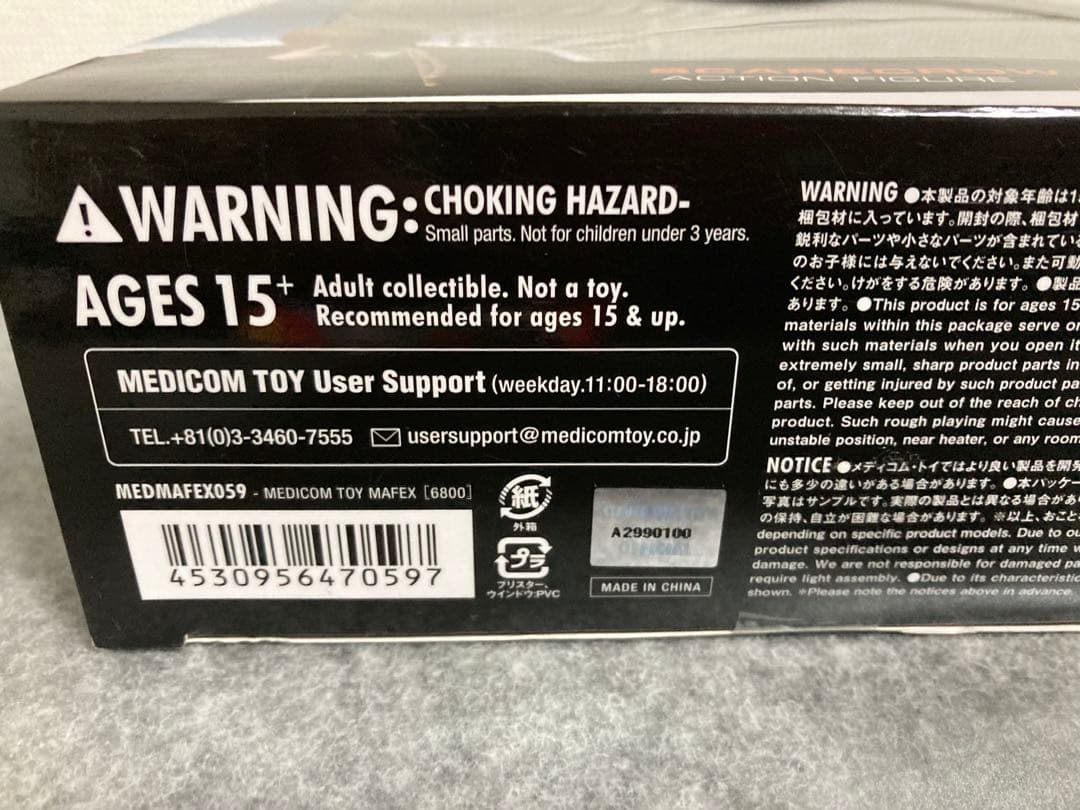 SCARECROW
ACTION FIGURE
WARNING: CHOKING HAZARD-
Small parts. Not for children under 3 years.
AGES 15+ Adult collectible. Not a toy.
Recommended for ages 15 & up.
MEDICOM TOY User Support (weekday.11:00-18:00)
TEL.+81(0)3-3460-7555 usersupport@medicomtoy.co.jp
MEDMAFEX059 - MEDICOM TOY MAFEX [6800]
4530956470597
紙
外箱
プラ
ブリスター、
ウインドウ:PVC
A2990100
MADE IN CHINA
WARNING ●本製品の対象年齢は
梱包材に入っています。開封の際、梱包材
鋭利なパーツや小さなパーツが含まれてい
のお子様には与えないでください。また可動
ください。けがをする危険があります。●製品
あります。●This product is for ages 15
materials within this package serve
with such materials when you open it
extremely small, sharp product parts
of, or getting injured by such product
parts. Please keep out of the reach of
product. Such rough playing might cause
unstable position, near heater, or any room
NOTICE ●メディコム・トイではより良い製品を開発
にも多少の違いがある場合があります。●本パッケー
写真はサンプルです。実際の製品とは異なる場合が
の保持、自立が困難な場合があります。※以上、おこと
depending on specific product models. Due to
product specifications or designs at any time
damage. We are not responsible for damaged
require light assembly. ●Due to its
shown. *Please note the notices above in advance.